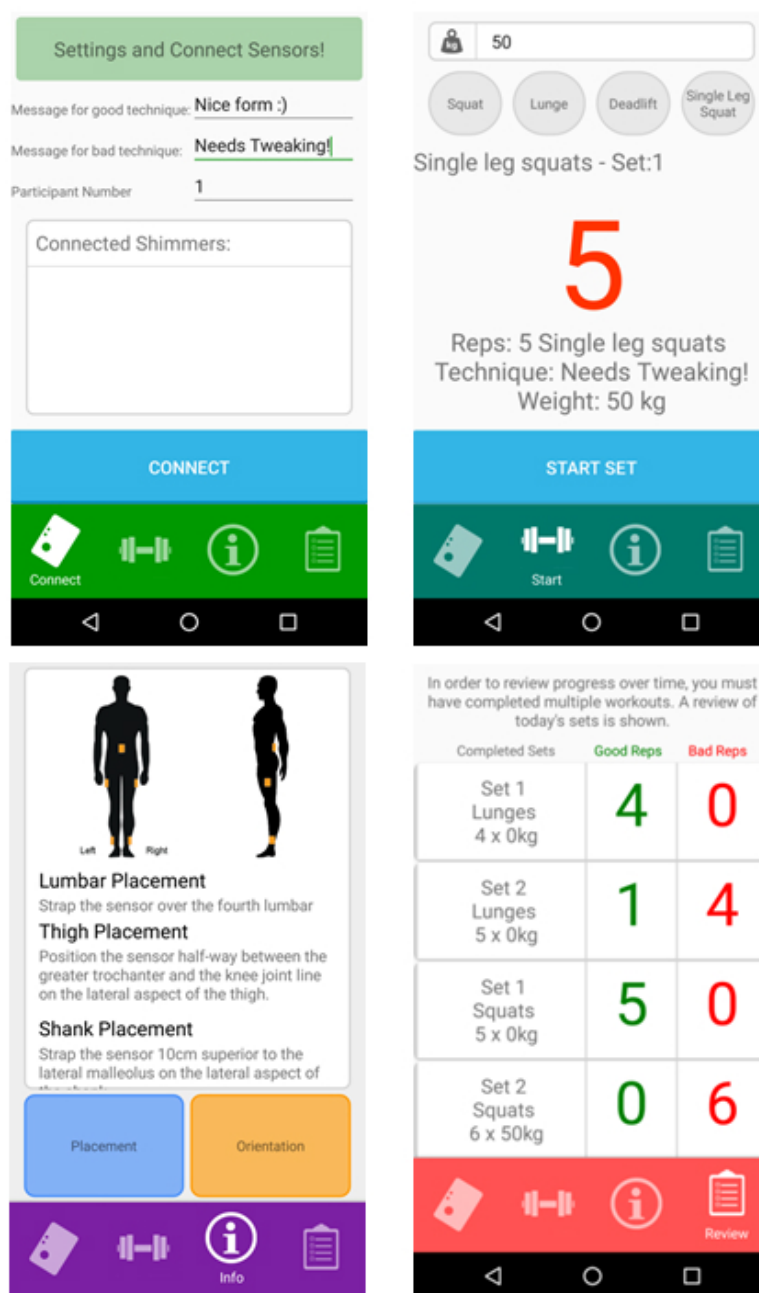 Settings and Connect Sensors!
Message for good technique: Nice form :)
Message for bad technique: Needs Tweaking!
Participant Number 1
Connected Shimmers:
CONNECT
Connect
kg 50
Squat Lunge Deadlift Single Leg
Squat
Single leg squats - Set:1
5
Reps: 5 Single leg squats
Technique: Needs Tweaking!
Weight: 50 kg
START SET
Start
Left Right
Lumbar Placement
Strap the sensor over the fourth lumbar
Thigh Placement
Position the sensor half-way between the
greater trochanter and the knee joint line
on the lateral aspect of the thigh.
Shank Placement
Strap the sensor 10cm superior to the
lateral malleolus on the lateral aspect of
the shank
Placement Orientation
Info
In order to review progress over time, you must
have completed multiple workouts. A review of
today's sets is shown.
Completed Sets Good Reps Bad Reps
Set 1
Lunges
4 x 0kg
4 0
Set 2
Lunges
5 x 0kg
1 4
Set 1
Squats
5 x 0kg
5 0
Set 2
Squats
6 x 50kg
0 6
Review